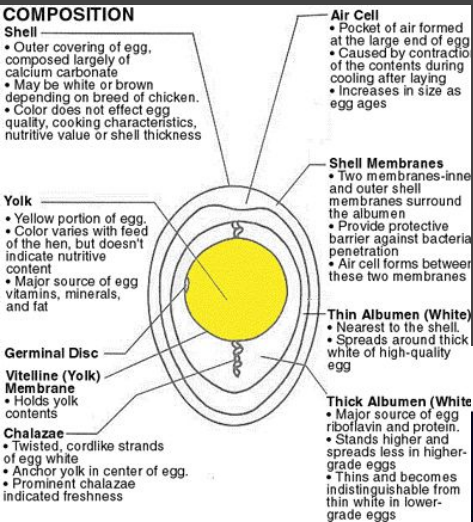 COMPOSITION
Shell
• Outer covering of egg,
composed largely of
calcium carbonate
• May be white or brown
depending on breed of chicken.
• Color does not effect egg
quality, cooking characteristics,
nutritive value or shell thickness
Yolk
• Yellow portion of egg.
• Color varies with feed
of the hen, but doesn't
indicate nutritive
content
• Major source of egg
vitamins, minerals,
and fat
Germinal Disc
Vitelline (Yolk)
Membrane
• Holds yolk
contents
Chalazae
• Twisted, cordlike strands
of egg white
• Anchor yolk in center of egg.
• Prominent chalazae
indicated freshness
Air Cell
• Pocket of air formed
at the large end of egg
• Caused by contractio
of the contents during
cooling after laying
• Increases in size as
egg ages
Shell Membranes
• Two membranes-inne
and outer shell
membranes surround
the albumen
• Provide protective
barrier against bacteria
penetration
• Air cell forms between
these two membranes
Thin Albumen (White)
• Nearest to the shell.
• Spreads around thick
white of high-quality
egg
Thick Albumen (White
• Major source of egg
riboflavin and protein.
• Stands higher and
spreads less in higher-
grade eggs
• Thins and becomes
indistinguishable from
thin white in lower-
grade eggs